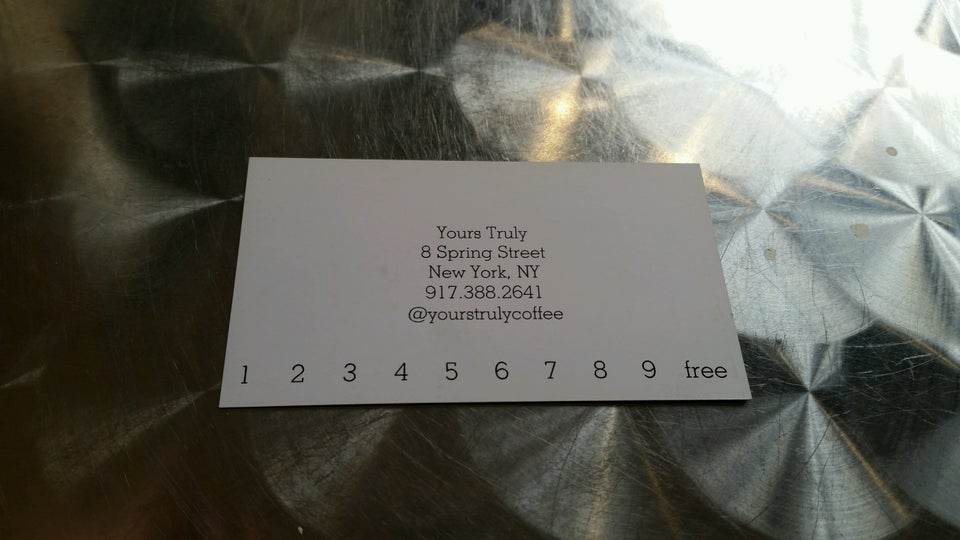 Yours Truly
8 Spring Street
New York, NY
917.388.2641
@yourstrulycoffee
1 2 3 4 5 6 7 8 9 free